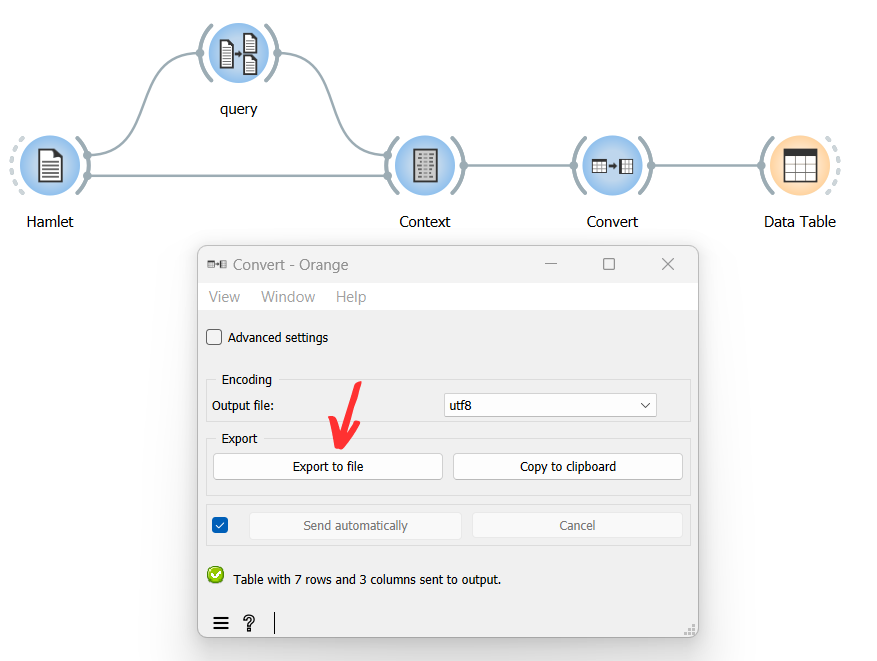 query
Hamlet
Context
Convert
Data Table
Convert - Orange
View Window Help
Advanced settings
Encoding
Output file: utf8
Export
Export to file Copy to clipboard
Send automatically Cancel
Table with 7 rows and 3 columns sent to output.
?